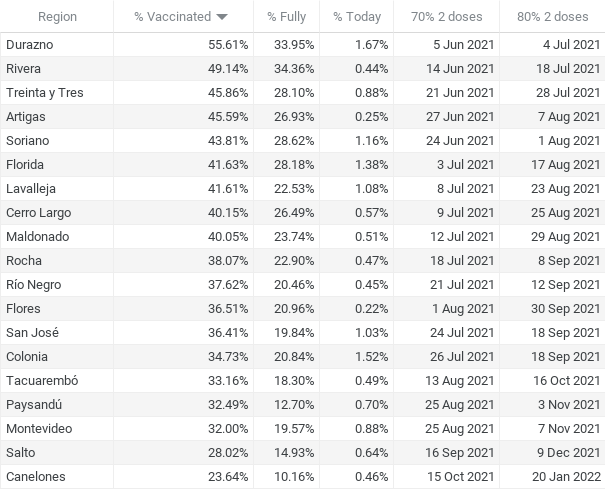 Region % Vaccinated % Fully % Today 70% 2 doses 80% 2 doses
Durazno 55.61% 33.95% 1.67% 5 Jun 2021 4 Jul 2021
Rivera 49.14% 34.36% 0.44% 14 Jun 2021 18 Jul 2021
Treinta y Tres 45.86% 28.10% 0.88% 21 Jun 2021 28 Jul 2021
Artigas 45.59% 26.93% 0.25% 27 Jun 2021 7 Aug 2021
Soriano 43.81% 28.62% 1.16% 24 Jun 2021 1 Aug 2021
Florida 41.63% 28.18% 1.38% 3 Jul 2021 17 Aug 2021
Lavalleja 41.61% 22.53% 1.08% 8 Jul 2021 23 Aug 2021
Cerro Largo 40.15% 26.49% 0.57% 9 Jul 2021 25 Aug 2021
Maldonado 40.05% 23.74% 0.51% 12 Jul 2021 29 Aug 2021
Rocha 38.07% 22.90% 0.47% 18 Jul 2021 8 Sep 2021
Río Negro 37.62% 20.46% 0.45% 21 Jul 2021 12 Sep 2021
Flores 36.51% 20.96% 0.22% 1 Aug 2021 30 Sep 2021
San José 36.41% 19.84% 1.03% 24 Jul 2021 18 Sep 2021
Colonia 34.73% 20.84% 1.52% 26 Jul 2021 18 Sep 2021
Tacuarembó 33.16% 18.30% 0.49% 13 Aug 2021 16 Oct 2021
Paysandú 32.49% 12.70% 0.70% 25 Aug 2021 3 Nov 2021
Montevideo 32.00% 19.57% 0.88% 25 Aug 2021 7 Nov 2021
Salto 28.02% 14.93% 0.64% 16 Sep 2021 9 Dec 2021
Canelones 23.64% 10.16% 0.46% 15 Oct 2021 20 Jan 2022